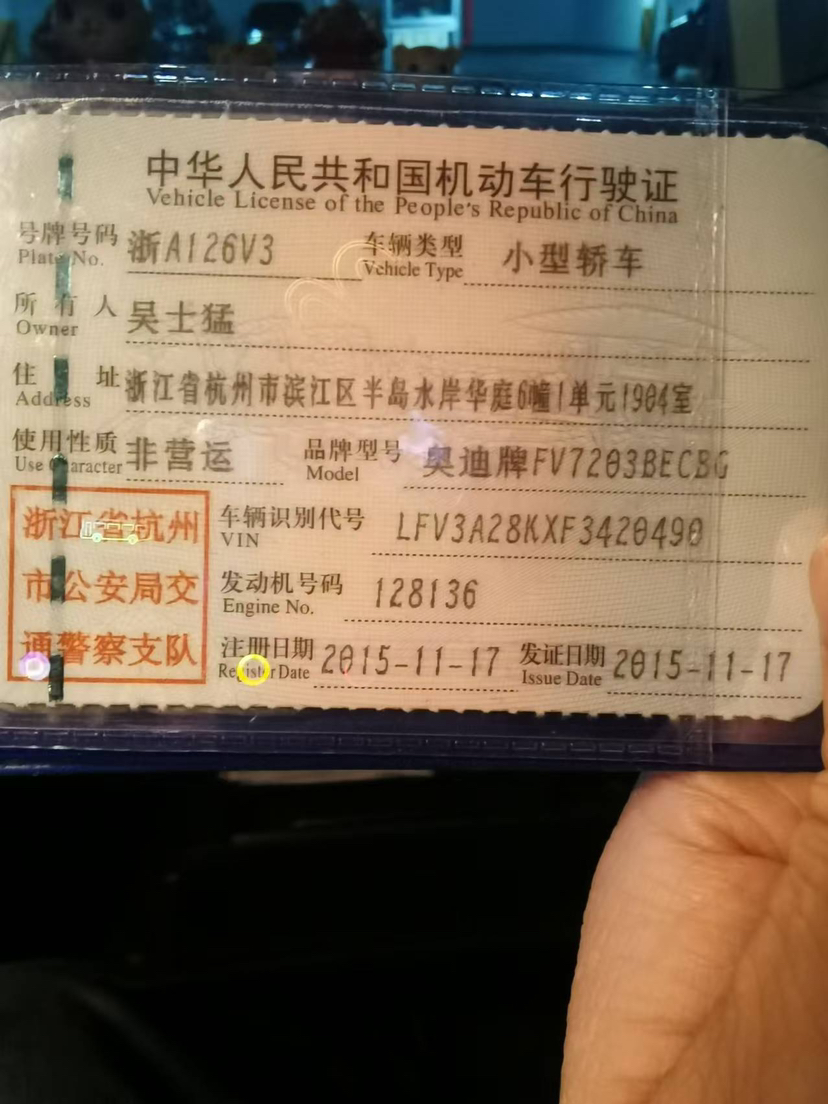 中华人民共和国机动车行驶证
Vehicle License of the People's Republic of China
号牌号码 浙A126V3 车辆类型 小型轿车
Plate No. Vehicle Type
所有人 吴士猛
Owner
住址 浙江省杭州市滨江区半岛水岸华庭6幢1单元1904室
Address
使用性质 非营运 品牌型号 奥迪牌FV7203BECBG
Use Character Model
浙江省杭州
市公安局交
通警察支队
车辆识别代号 LFV3A28KXF3420490
VIN
发动机号码 128136
Engine No.
注册日期 2015-11-17 发证日期 2015-11-17
Register Date Issue Date